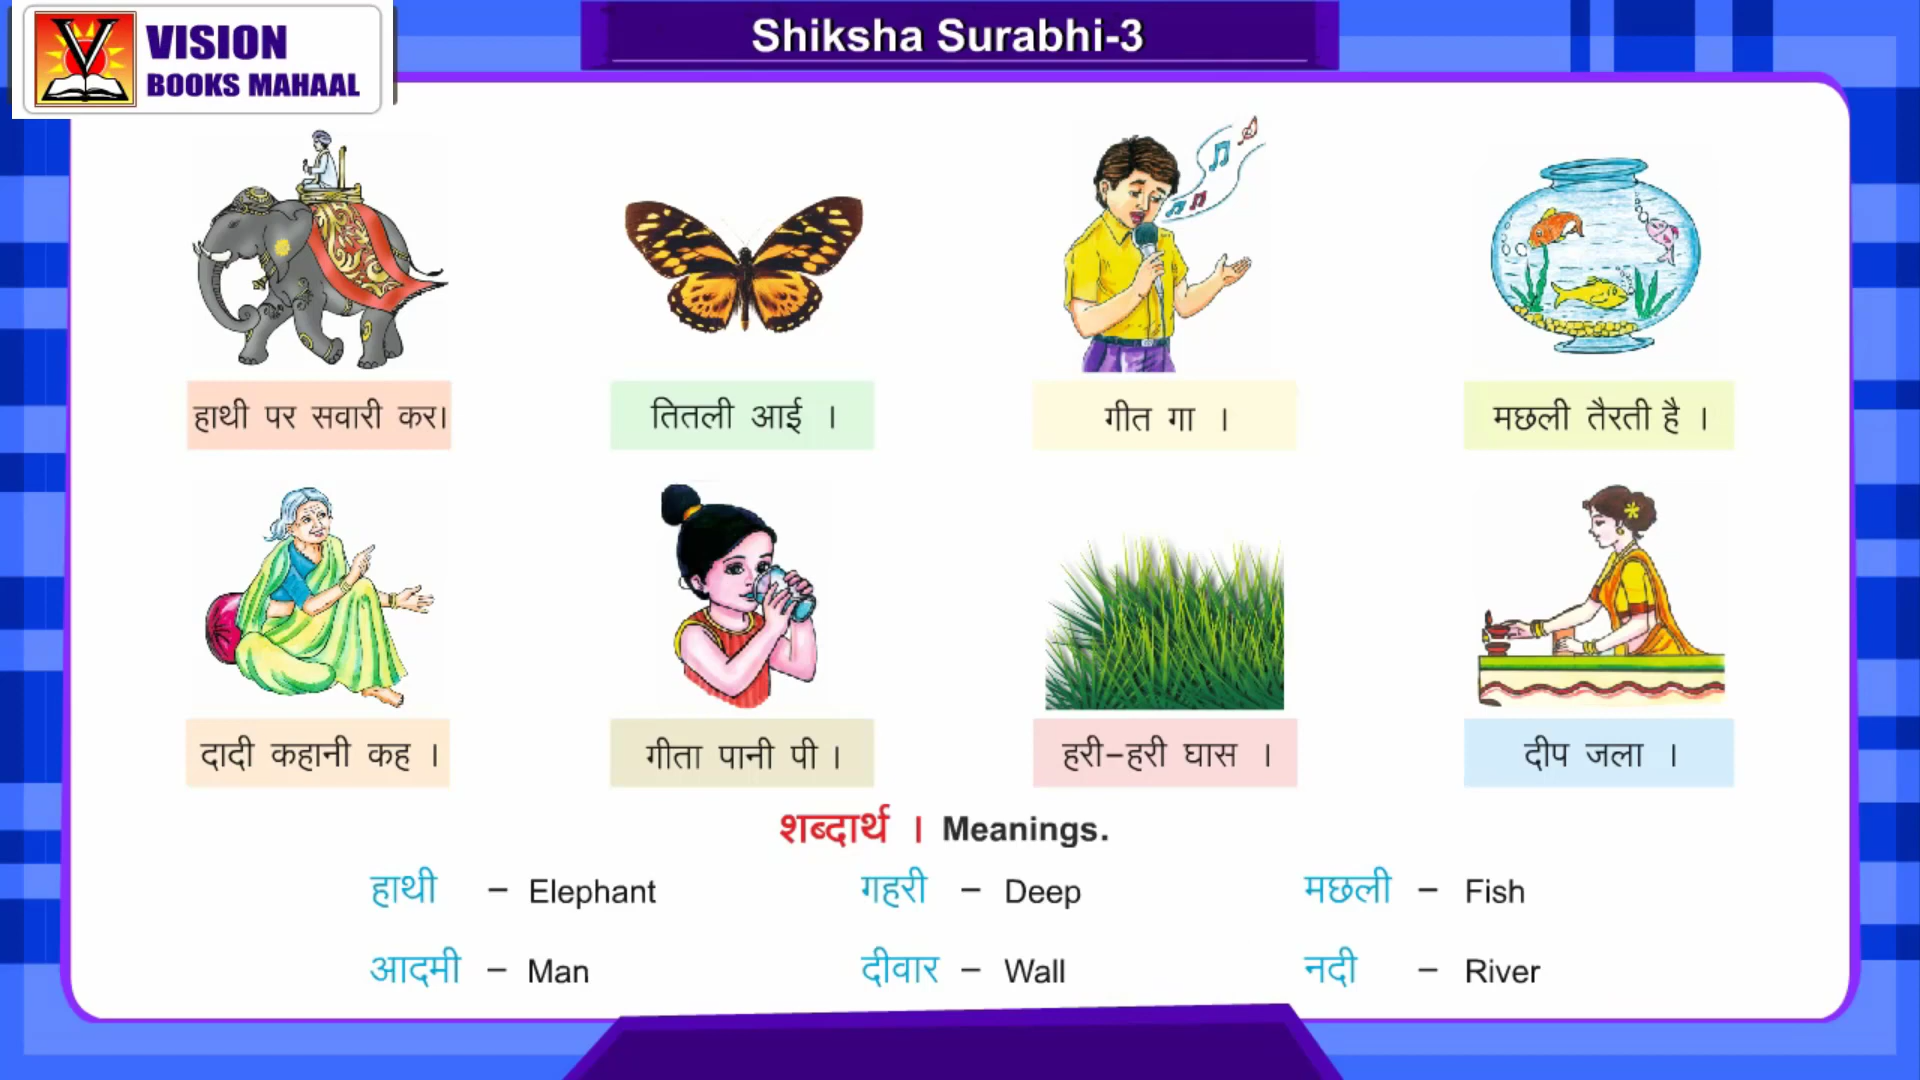 VISION
BOOKS MAHAAL
Shiksha Surabhi-3
हाथी पर सवारी कर।
तितली आई ।
गीत गा ।
मछली तैरती है ।
दादी कहानी कह ।
गीता पानी पी ।
हरी-हरी घास ।
दीप जला ।
शब्दार्थ । Meanings.
हाथी – Elephant
गहरी – Deep
मछली – Fish
आदमी – Man
दीवार – Wall
नदी – River